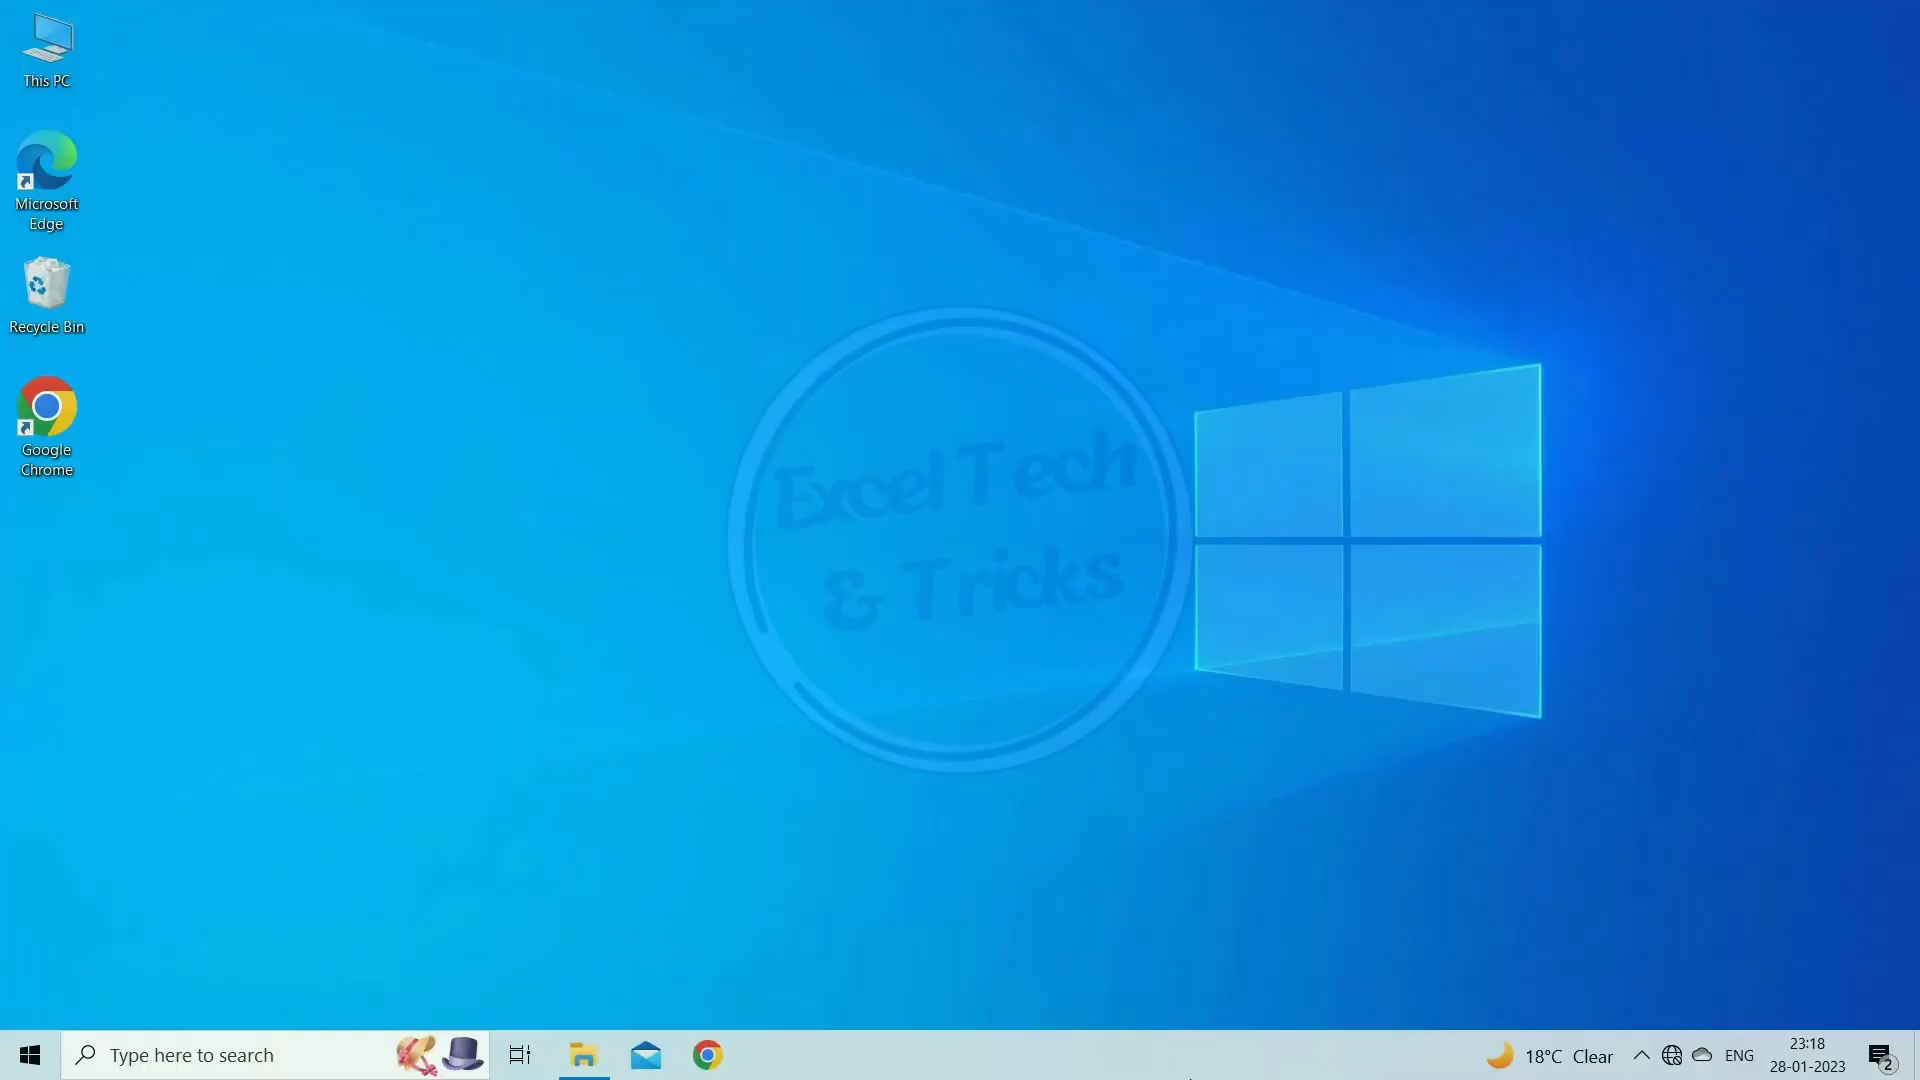 This PC
Microsoft
Edge
Recycle Bin
Google
Chrome
Excel Tech
& Tricks
Type here to search
18°C Clear
ENG
23:18
28-01-2023
2